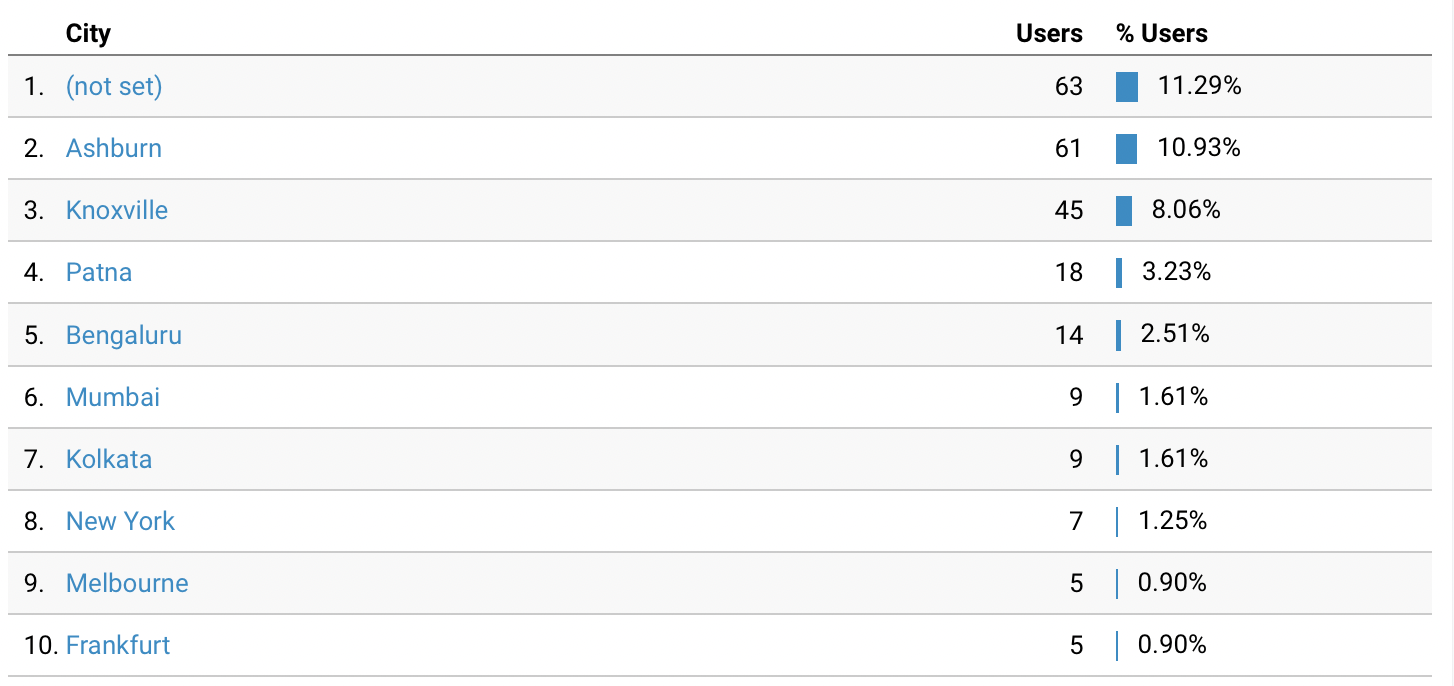 City Users % Users
1. (not set) 63 11.29%
2. Ashburn 61 10.93%
3. Knoxville 45 8.06%
4. Patna 18 3.23%
5. Bengaluru 14 2.51%
6. Mumbai 9 1.61%
7. Kolkata 9 1.61%
8. New York 7 1.25%
9. Melbourne 5 0.90%
10. Frankfurt 5 0.90%